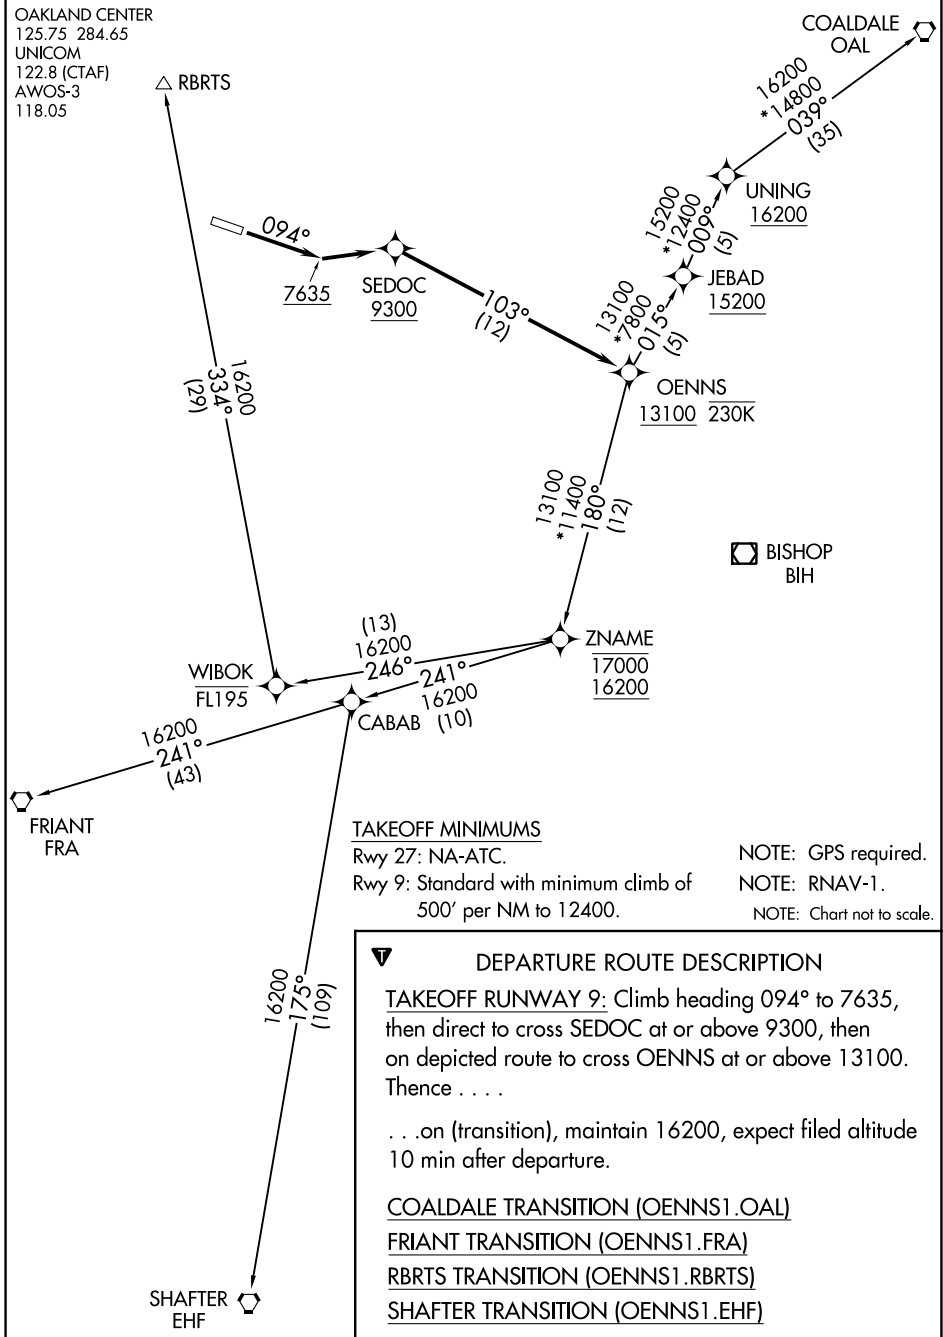 OAKLAND CENTER
125.75 284.65
UNICOM
122.8 (CTAF)
AWOS-3
118.05
RBRTS
COALDALE
OAL
16200
*14800
039°
(35)
UNING
16200
15200
*12400
009°
(5)
JEBAD
15200
094°
7635
SEDOC
9300
103°
(12)
13100
*7800
015°
(5)
OENNS
13100 230K
16200
334°
(29)
13100
*11400
180°
(12)
BISHOP
BIH
ZNAME
17000
16200
(13)
16200
246°
WIBOK
FL195
241°
16200
(10)
CABAB
16200
241°
(43)
FRIANT
FRA
16200
175°
(109)
SHAFTER
EHF
TAKEOFF MINIMUMS
Rwy 27: NA-ATC.
Rwy 9: Standard with minimum climb of
500' per NM to 12400.
NOTE: GPS required.
NOTE: RNAV-1.
NOTE: Chart not to scale.
T
DEPARTURE ROUTE DESCRIPTION
TAKEOFF RUNWAY 9: Climb heading 094° to 7635,
then direct to cross SEDOC at or above 9300, then
on depicted route to cross OENNS at or above 13100.
Thence . . . .
. . .on (transition), maintain 16200, expect filed altitude
10 min after departure.
COALDALE TRANSITION (OENNS1.OAL)
FRIANT TRANSITION (OENNS1.FRA)
RBRTS TRANSITION (OENNS1.RBRTS)
SHAFTER TRANSITION (OENNS1.EHF)